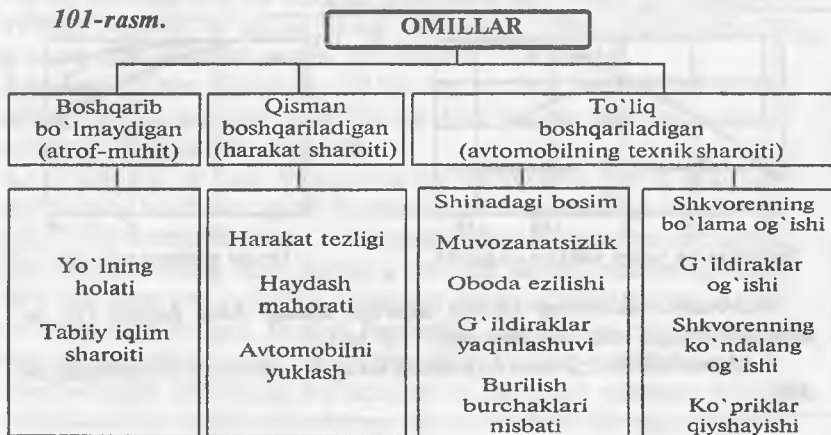 101-rasm.
OMILLAR
Boshqarib
bo`lmaydigan
(atrof-muhit)
Qisman
boshqariladigan
(harakat sharoiti)
To`liq
boshqariladigan
(avtomobilning texnik sharoiti)
Yo`lning
holati
Tabiiy iqlim
sharoiti
Harakat tezligi
Haydash
mahorati
Avtomobilni
yuklash
Shinadagi bosim
Muvozanatsizlik
Oboda ezilishi
G`ildiraklar
yaqinlashuvi
Burilish
burchaklari
nisbati
Shkvorenning
bo`lama og`ishi
G`ildiraklar
og`ishi
Shkvorenning
ko`ndalang
og`ishi
Ko`priklar
qiyshayishi